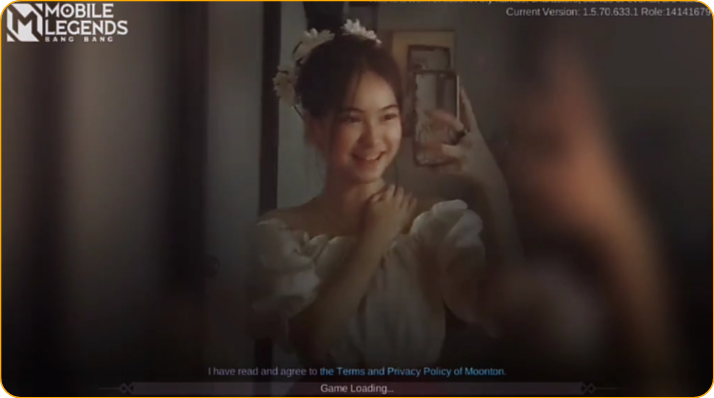 MOBILE
LEGENDS
BANG BANG
Current Version: 1.5.70.633.1 Role:14141679
I have read and agree to the Terms and Privacy Policy of Moonton.
Game Loading...